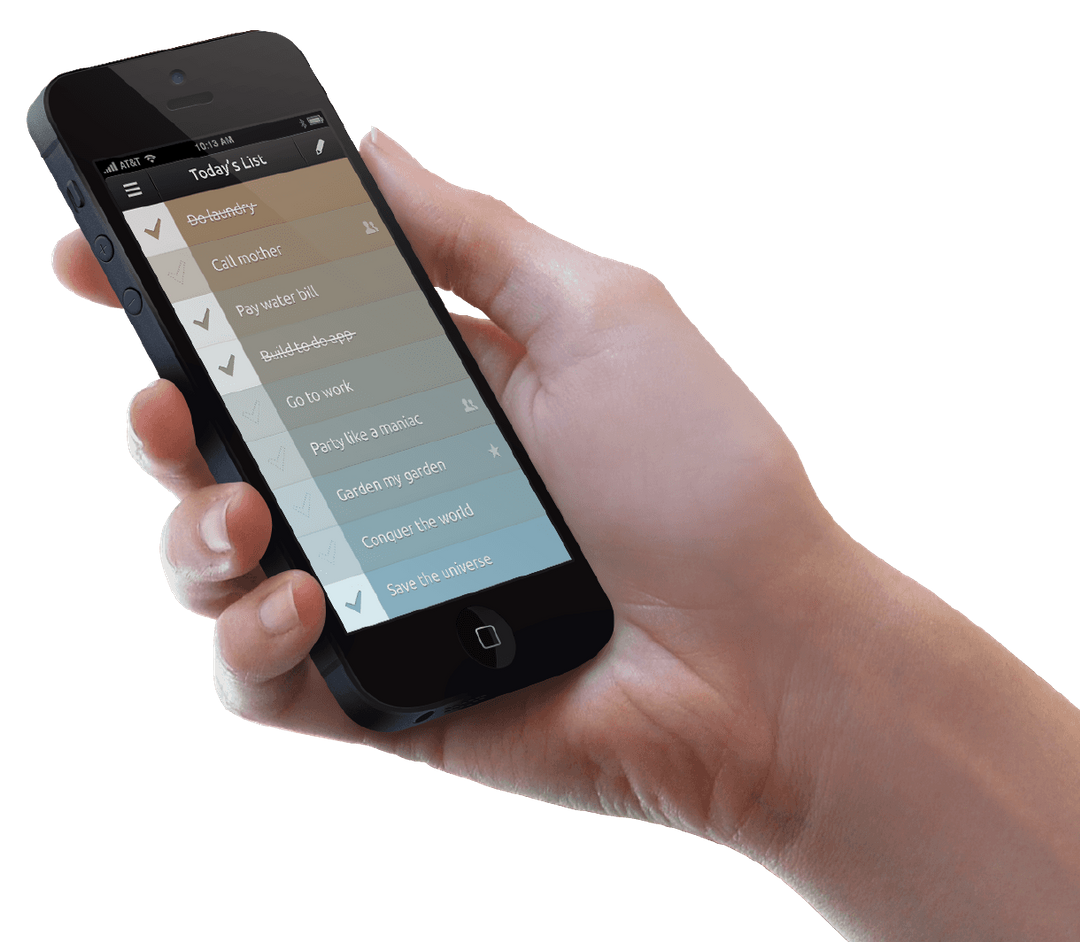 AT&T 10:13 AM
Today's List
Do laundry
Call mother
Pay water bill
Build to do app
Go to work
Party like a maniac
Garden my garden
Conquer the world
Save the universe